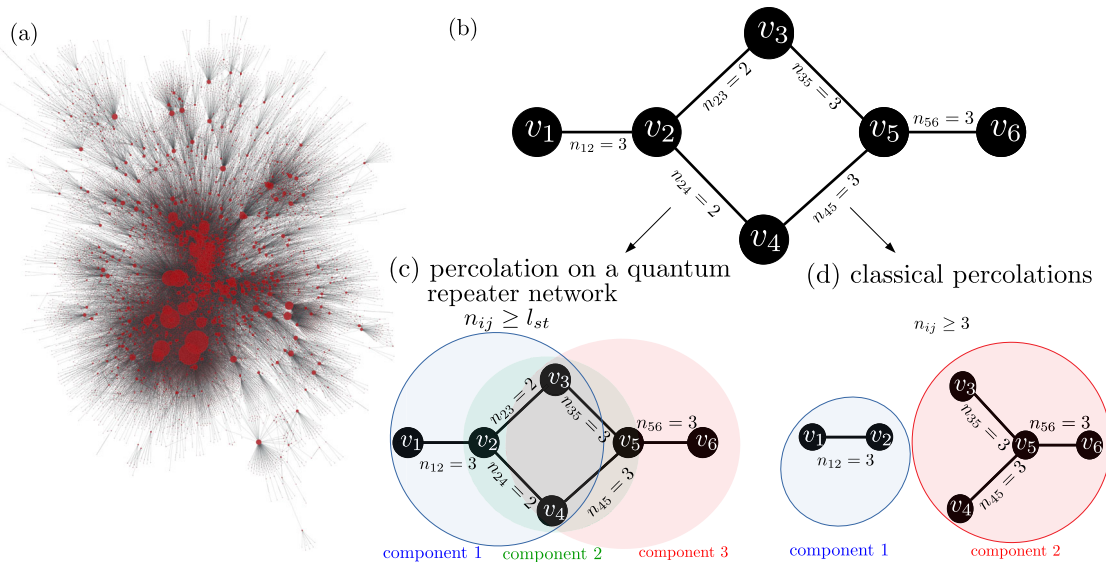 (a)
(b)
v₃
n₂₃ = 2
n₃₅ = 3
v₁
v₂
v₅
v₆
n₁₂ = 3
n₅₆ = 3
n₂₄ = 2
n₄₅ = 3
v₄
(c) percolation on a quantum
repeater network
nᵢⱼ ≥ lₛₜ
v₃
n₂₃ = 2
n₃₅ = 3
n₅₆ = 3
v₁
v₂
v₅
v₆
n₁₂ = 3
n₂₄ = 2
n₄₅ = 3
v₄
component 1
component 2
component 3
(d) classical percolations
nᵢⱼ ≥ 3
v₃
n₃₅ = 3
n₅₆ = 3
v₁
v₂
v₅
v₆
n₁₂ = 3
n₄₅ = 3
v₄
component 1
component 2